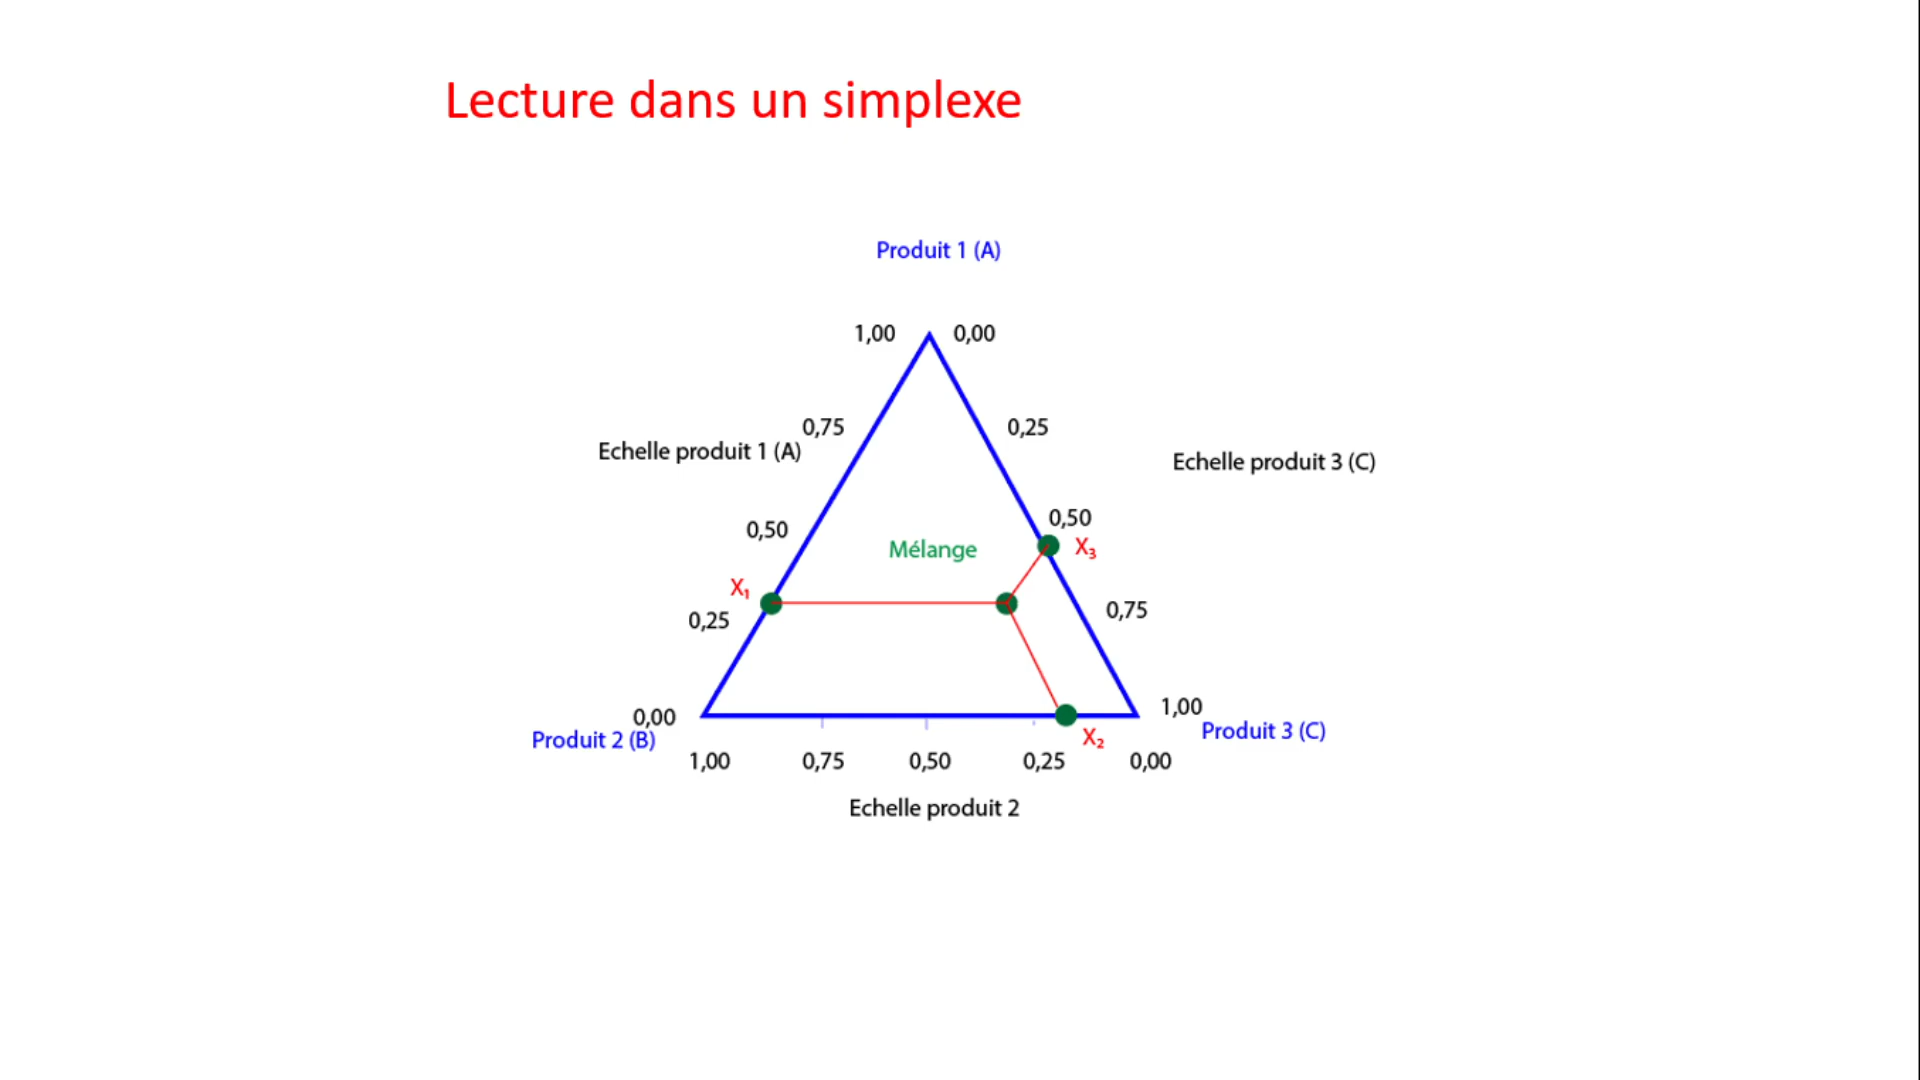 Lecture dans un simplexe
Produit 1 (A)
1,00 0,00
0,75 0,25
Echelle produit 1 (A) Echelle produit 3 (C)
0,50 0,50
Mélange X₃
X₁
0,25 0,75
0,00 1,00
Produit 2 (B) X₂ Produit 3 (C)
1,00 0,75 0,50 0,25 0,00
Echelle produit 2